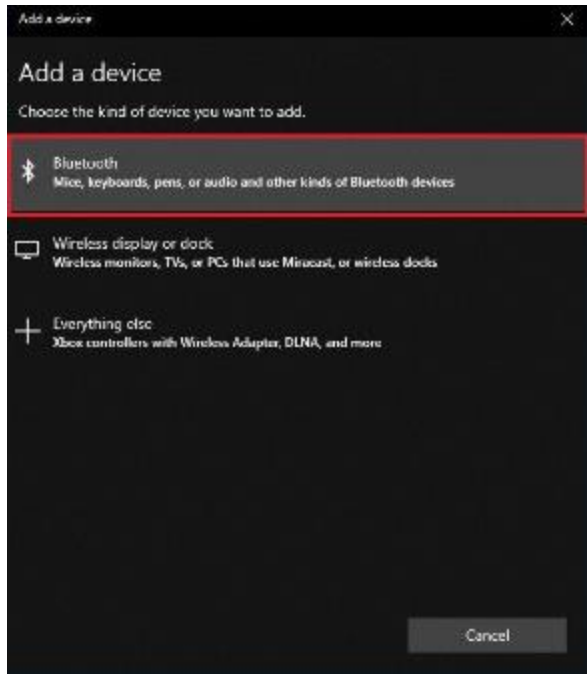 Add a device
Add a device
Choose the kind of device you want to add.
Bluetooth
Mice, keyboards, pens, or audio and other kinds of Bluetooth devices
Wireless display or dock
Wireless monitors, TVs, or PCs that use Miracast, or wireless docks
Everything else
Xbox controllers with Wireless Adapter, DLNA, and more
Cancel